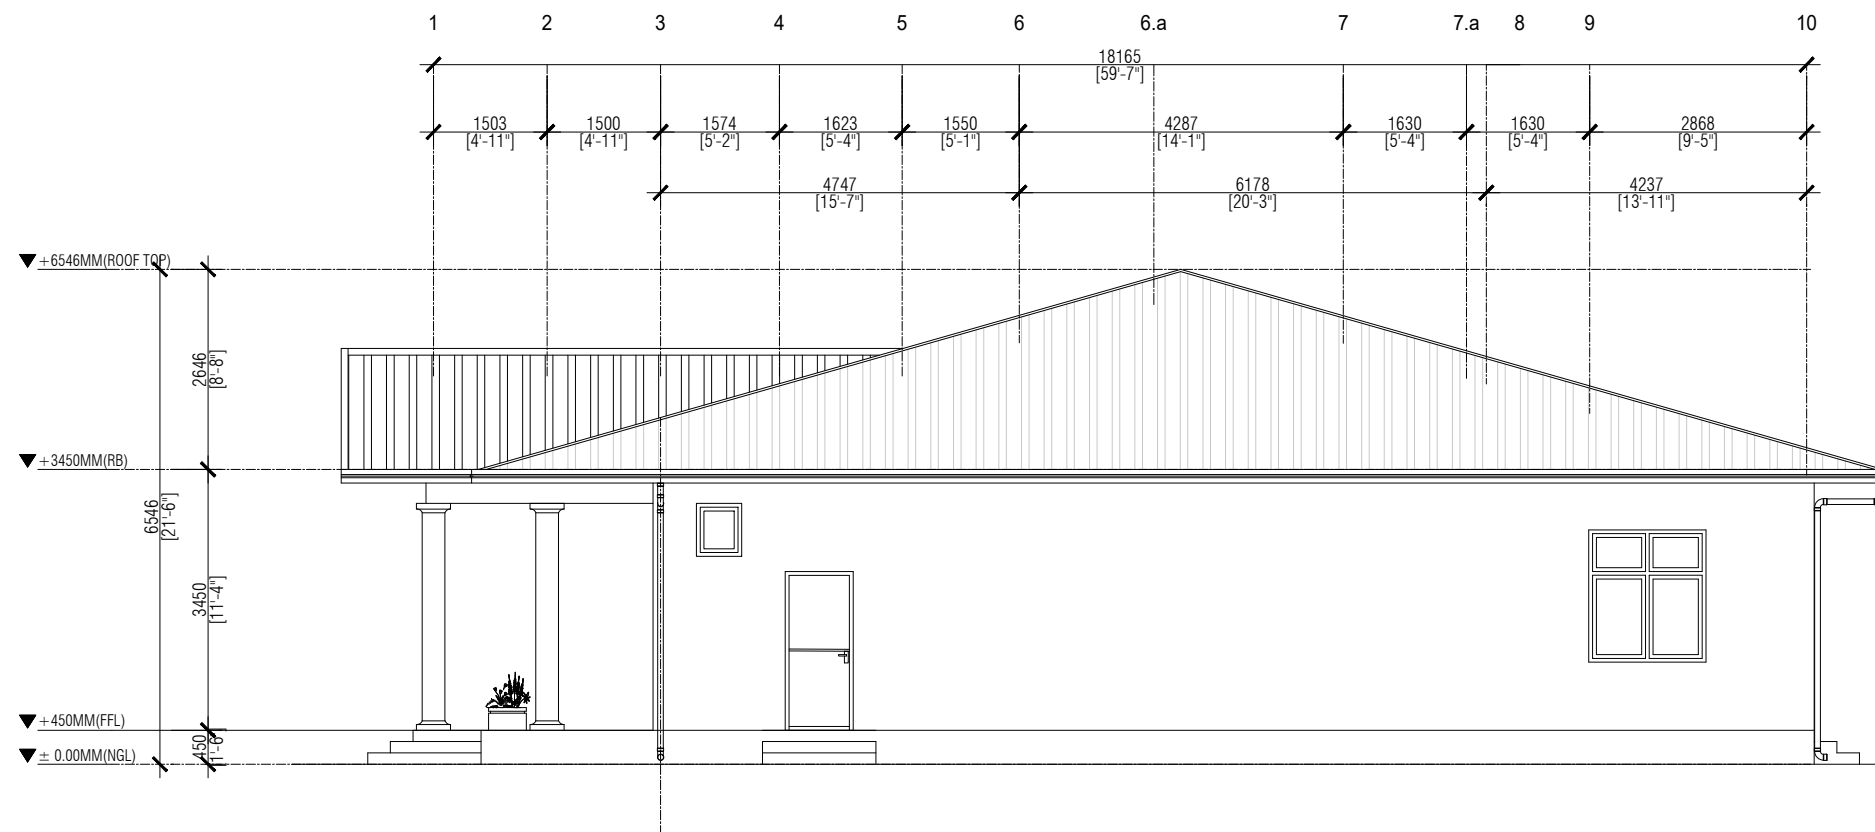 1 2 3 4 5 6 6.a 7 7.a 8 9 10
18165
[59'-7"]
1503 1500 1574 1623 1550 4287 1630 1630 2868
[4'-11"] [4'-11"] [5'-2"] [5'-4"] [5'-1"] [14'-1"] [5'-4"] [5'-4"] [9'-5"]
4747 6178 4237
[15'-7"] [20'-3"] [13'-11"]
+6546MM(ROOF TOP)
2646
[8'-8"]
+3450MM(RB)
6546
[21'-6"]
3450
[11'-4"]
+450MM(FFL)
450
[1'-6"]
± 0.00MM(NGL)